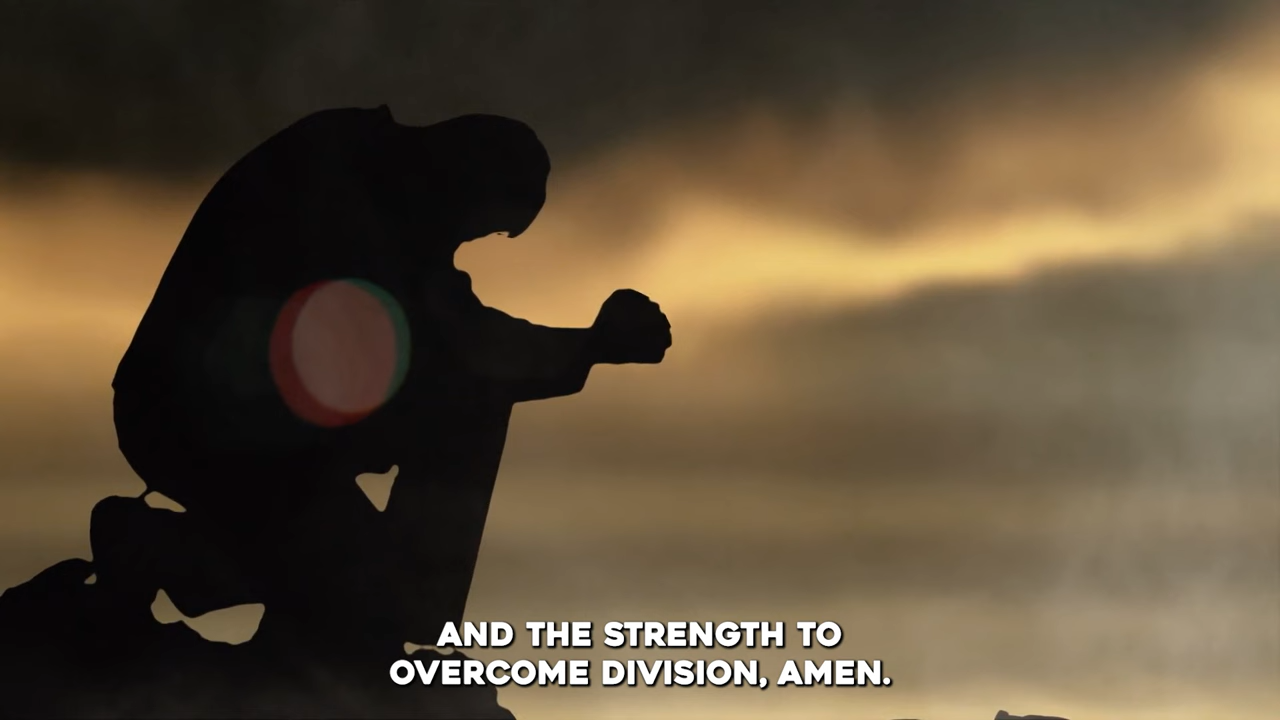 AND THE STRENGTH TO
OVERCOME DIVISION, AMEN.